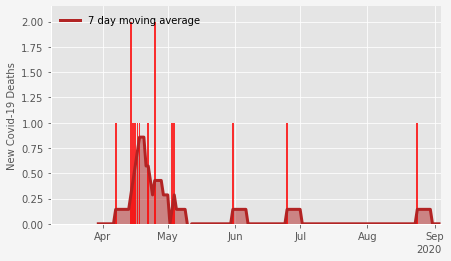 7 day moving average
New Covid-19 Deaths
2.00
1.75
1.50
1.25
1.00
0.75
0.50
0.25
0.00
Apr
May
Jun
Jul
Aug
Sep
2020